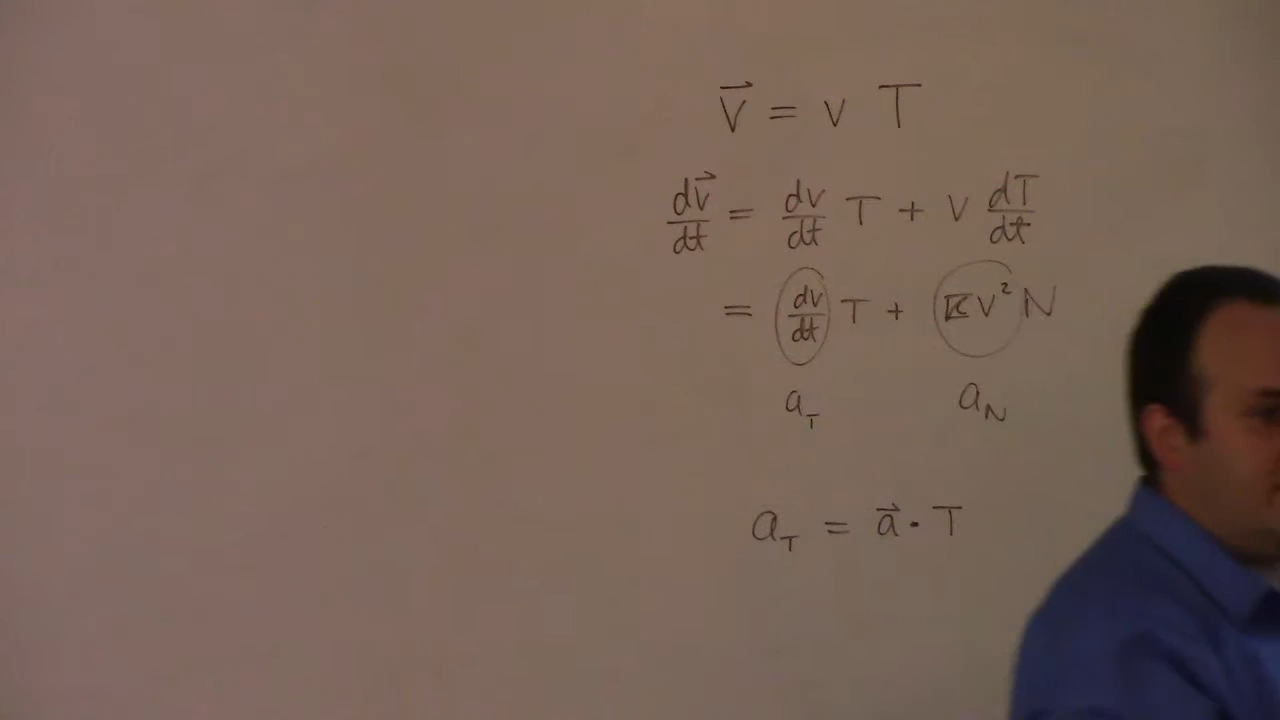 v⃗ = v T
dv⃗/dt = dv/dt T + v dT/dt
= dv/dt T + κv² N
a_T a_N
a_T = a⃗ · T